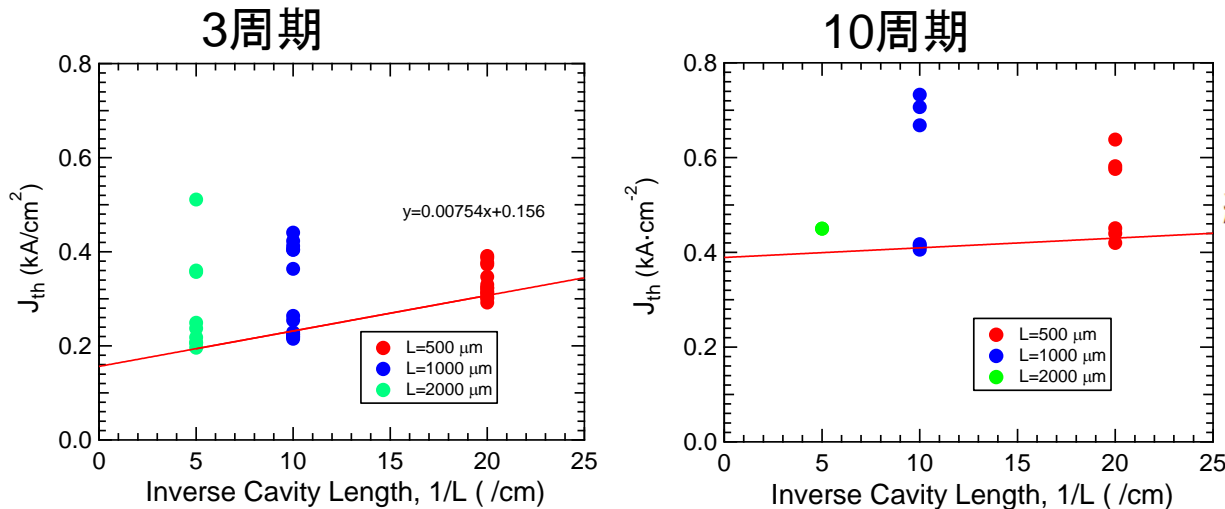 3周期
0.8
0.6
0.4
0.2
0.0
J_th (kA/cm²)
y=0.00754x+0.156
L=500 μm
L=1000 μm
L=2000 μm
0 5 10 15 20 25
Inverse Cavity Length, 1/L ( /cm)
10周期
0.8
0.6
0.4
0.2
0.0
J_th (kA·cm⁻²)
L=500 μm
L=1000 μm
L=2000 μm
0 5 10 15 20 25
Inverse Cavity Length, 1/L ( /cm)